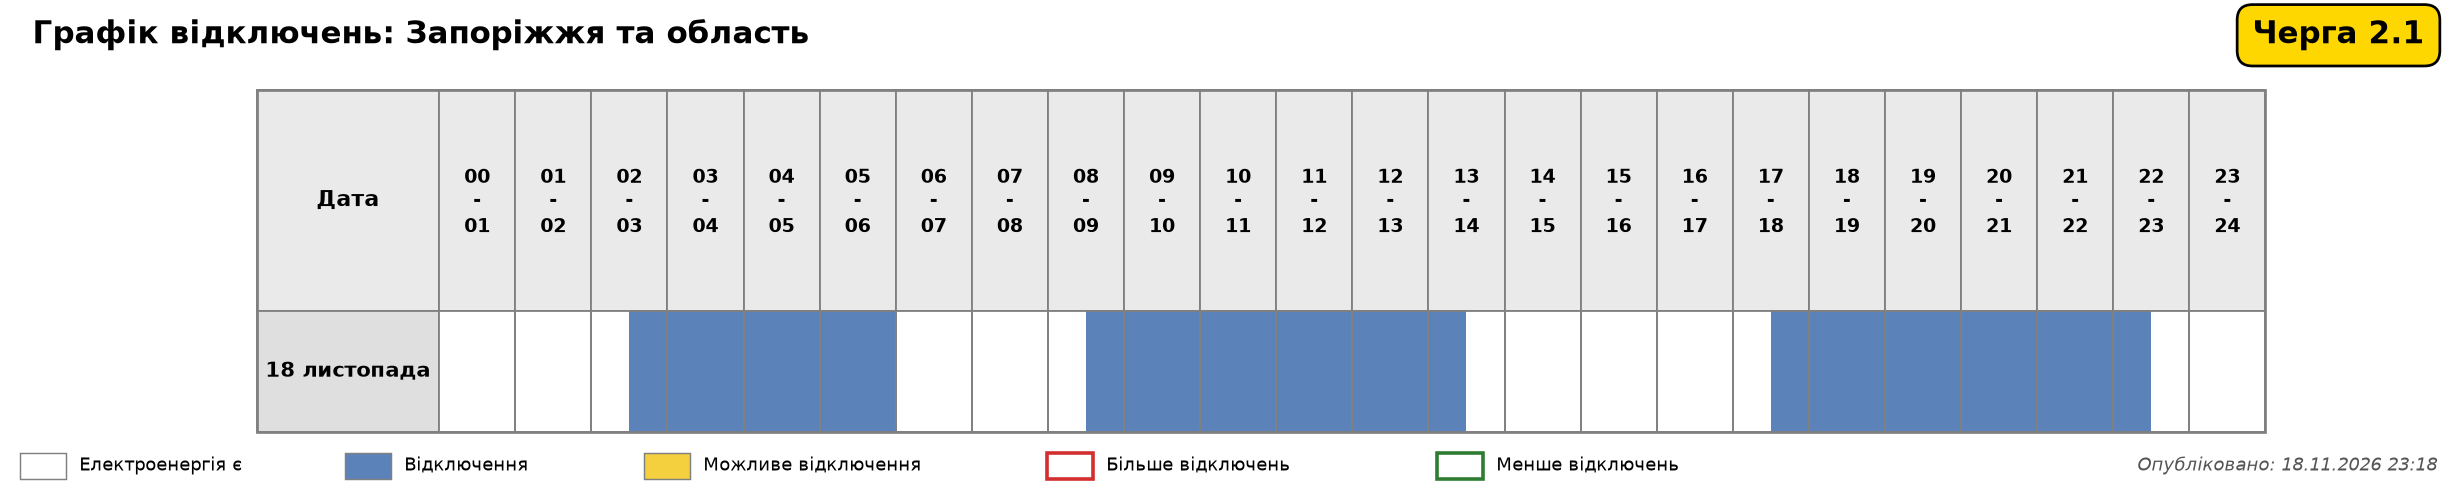 Графік відключень: Запоріжжя та область
Черга 2.1
Дата
00 - 01
01 - 02
02 - 03
03 - 04
04 - 05
05 - 06
06 - 07
07 - 08
08 - 09
09 - 10
10 - 11
11 - 12
12 - 13
13 - 14
14 - 15
15 - 16
16 - 17
17 - 18
18 - 19
19 - 20
20 - 21
21 - 22
22 - 23
23 - 24
18 листопада
Електроенергія є
Відключення
Можливе відключення
Більше відключень
Менше відключень
Опубліковано: 18.11.2026 23:18